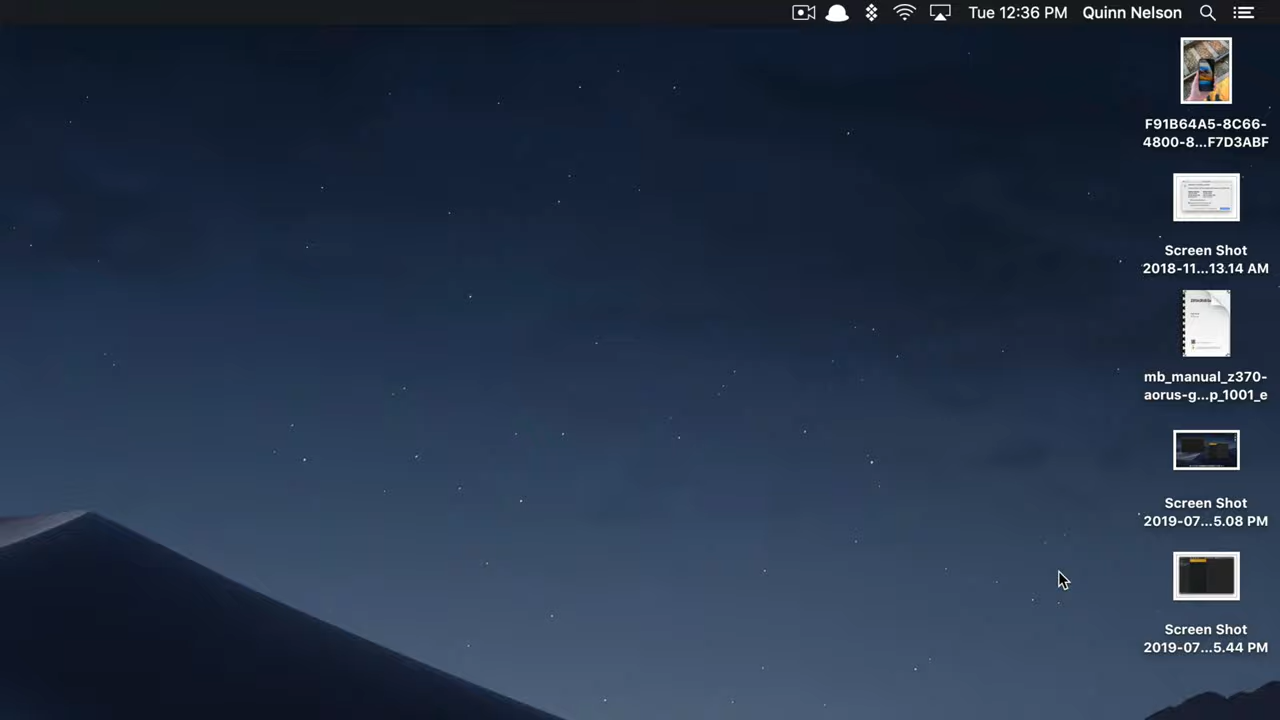 Tue 12:36 PM Quinn Nelson
F91B64A5-8C66-
4800-8...F7D3ABF
Screen Shot
2018-11...13.14 AM
mb_manual_z370-
aorus-g...p_1001_e
Screen Shot
2019-07...5.08 PM
Screen Shot
2019-07...5.44 PM